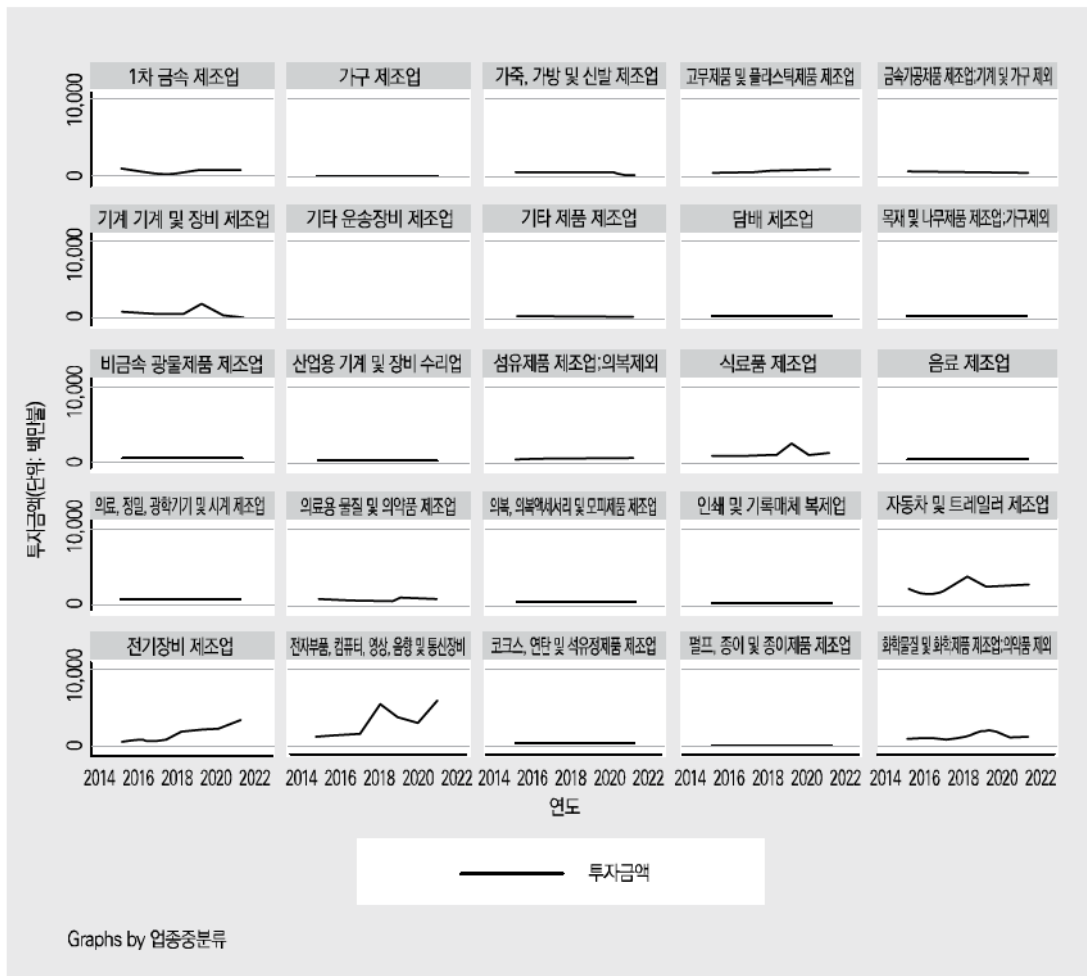 1차 금속 제조업
가구 제조업
가죽, 가방 및 신발 제조업
고무제품 및 플라스틱제품 제조업
금속가공제품 제조업;기계 및 가구 제외
10,000
0
기계 기계 및 장비 제조업
기타 운송장비 제조업
기타 제품 제조업
담배 제조업
목재 및 나무제품 제조업;가구제외
10,000
0
비금속 광물제품 제조업
산업용 기계 및 장비 수리업
섬유제품 제조업;의복제외
식료품 제조업
음료 제조업
10,000
0
의료, 정밀, 광학기기 및 시계 제조업
의료용 물질 및 의약품 제조업
의복, 의복액세서리 및 모피제품 제조업
인쇄 및 기록매체 복제업
자동차 및 트레일러 제조업
10,000
0
전기장비 제조업
전자부품, 컴퓨터, 영상, 음향 및 통신장비
코크스, 연탄 및 석유정제품 제조업
펄프, 종이 및 종이제품 제조업
화학물질 및 화학제품 제조업;의약품 제외
10,000
0
투자금액(단위: 백만불)
2014 2016 2018 2020 2022
2014 2016 2018 2020 2022
2014 2016 2018 2020 2022
2014 2016 2018 2020 2022
2014 2016 2018 2020 2022
연도
투자금액
Graphs by 업종중분류